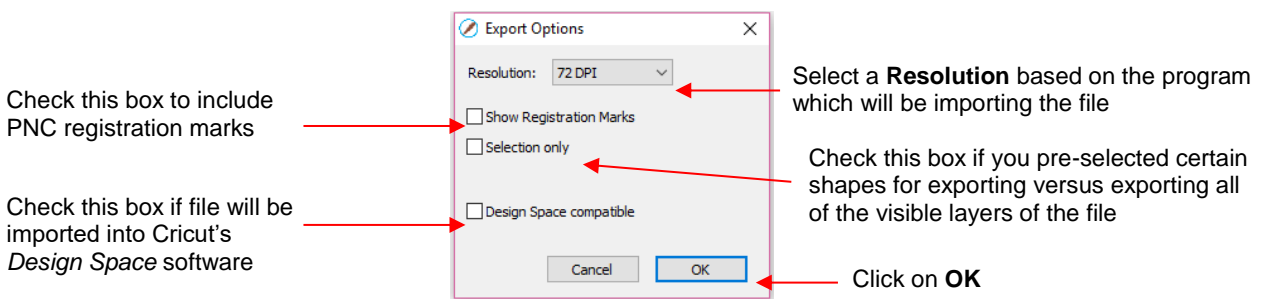 Export Options
Resolution: 72 DPI
Select a Resolution based on the program
which will be importing the file
Check this box to include
PNC registration marks
Show Registration Marks
Selection only
Check this box if you pre-selected certain
shapes for exporting versus exporting all
of the visible layers of the file
Check this box if file will be
imported into Cricut's
Design Space software
Design Space compatible
Cancel OK
Click on OK